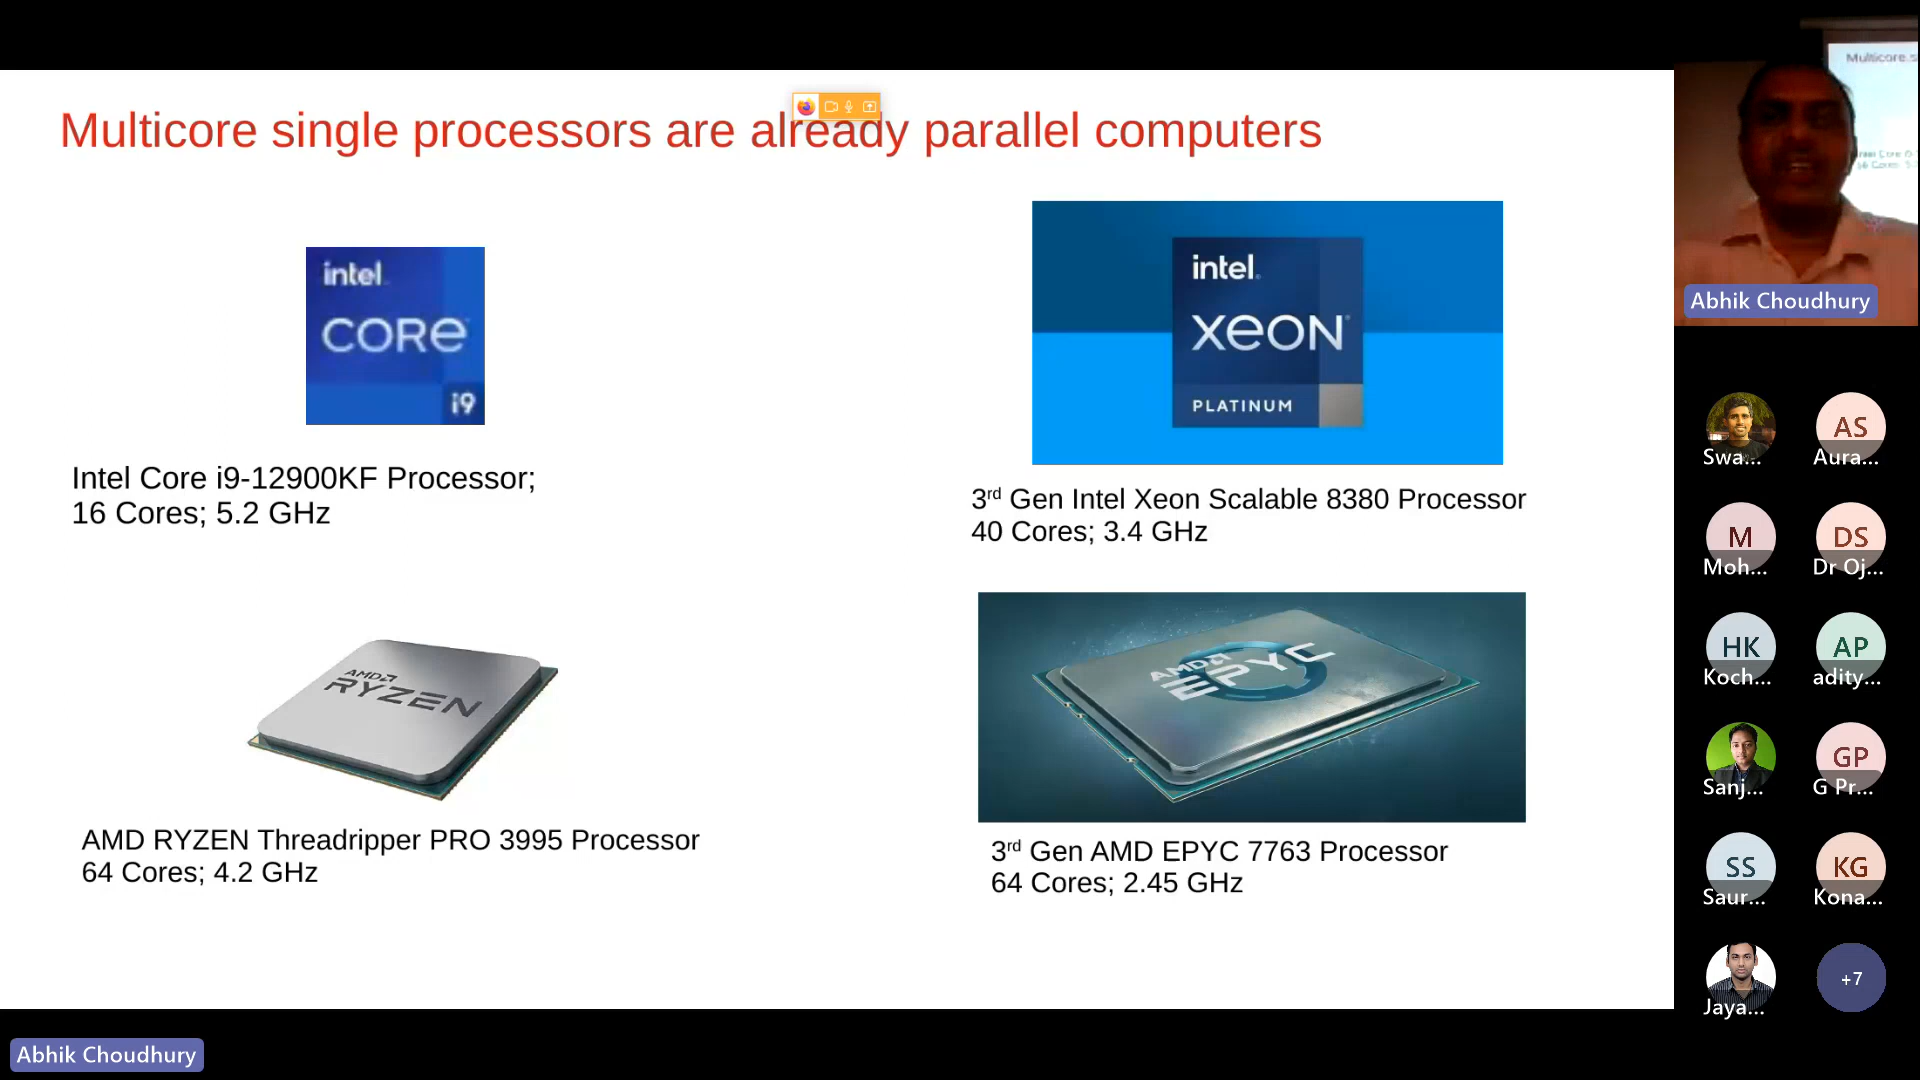 Multicore single processors are already parallel computers
intel
CORE
i9
Intel Core i9-12900KF Processor;
16 Cores; 5.2 GHz
intel.
XEON
PLATINUM
3rd Gen Intel Xeon Scalable 8380 Processor
40 Cores; 3.4 GHz
AMD
RYZEN
AMD RYZEN Threadripper PRO 3995 Processor
64 Cores; 4.2 GHz
AMD
EPYC
3rd Gen AMD EPYC 7763 Processor
64 Cores; 2.45 GHz
Abhik Choudhury
Multicore s
Abhik Choudhury
Swa...
AS
Aura...
M
Moh...
DS
Dr Oj...
HK
Koch...
AP
adity...
Sanj...
GP
G Pr...
SS
Saur...
KG
Kona...
Jaya...
+7